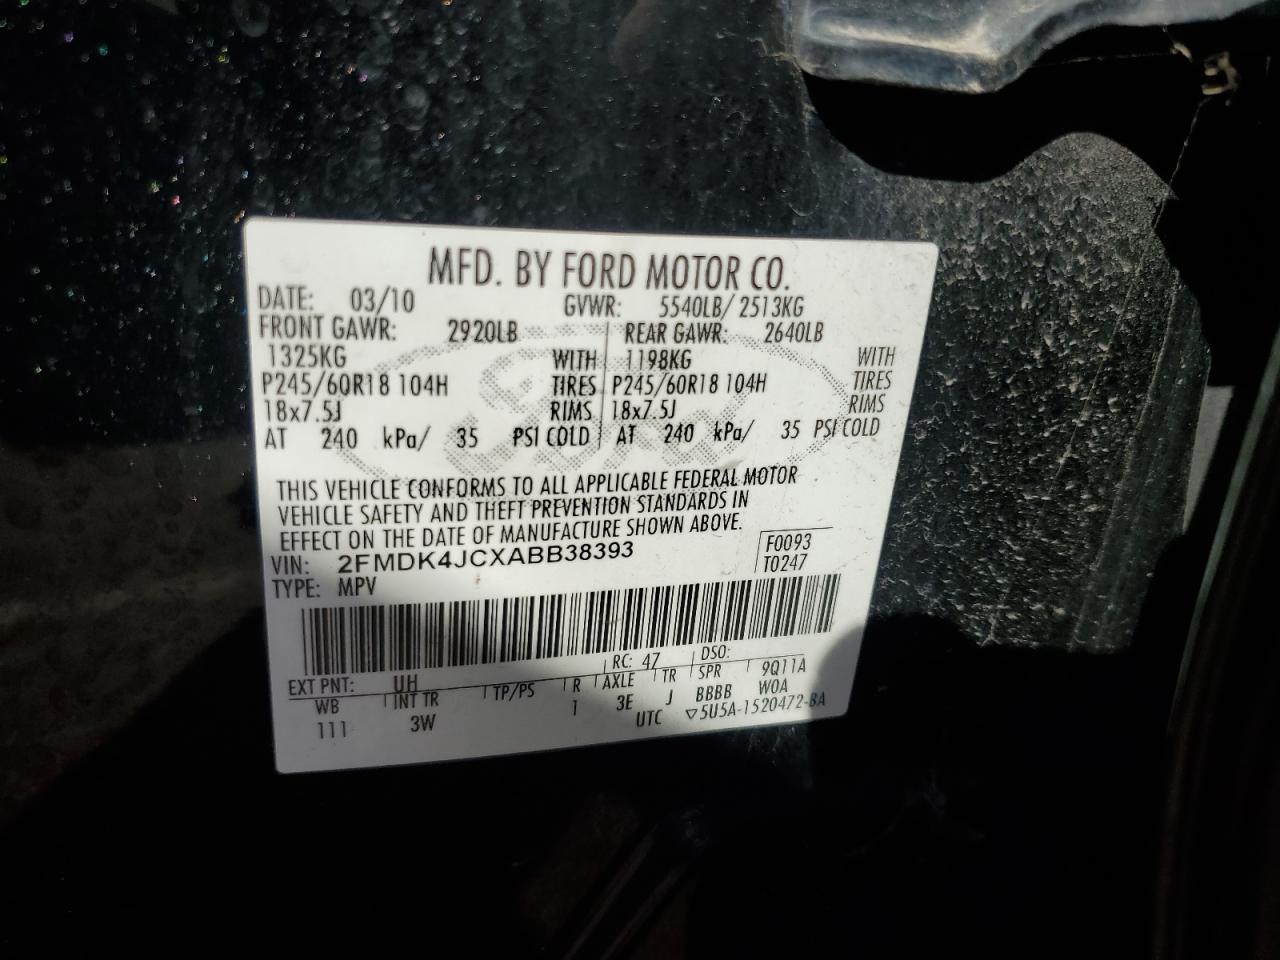 MFD. BY FORD MOTOR CO.
DATE: 03/10 GVWR: 5540LB/ 2513KG
FRONT GAWR: 2920LB REAR GAWR: 2640LB
1325KG WITH 1198KG WITH
P245/60R18 104H TIRES P245/60R18 104H TIRES
18x7.5J RIMS 18x7.5J RIMS
AT 240 kPa/ 35 PSI COLD AT 240 kPa/ 35 PSI COLD
Ford
THIS VEHICLE CONFORMS TO ALL APPLICABLE FEDERAL MOTOR
VEHICLE SAFETY AND THEFT PREVENTION STANDARDS IN
EFFECT ON THE DATE OF MANUFACTURE SHOWN ABOVE.
VIN: 2FMDK4JCXABB38393 F0093
TYPE: MPV T0247
EXT PNT: UH RC: 47 DSO:
WB INT TR TP/PS R AXLE TR SPR 9Q11A
111 3W 1 3E J BBBB W0A
UTC ▽5U5A-1520472-BA